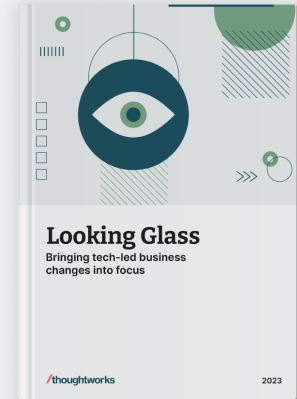 Looking Glass
Bringing tech-led business
changes into focus
/thoughtworks
2023